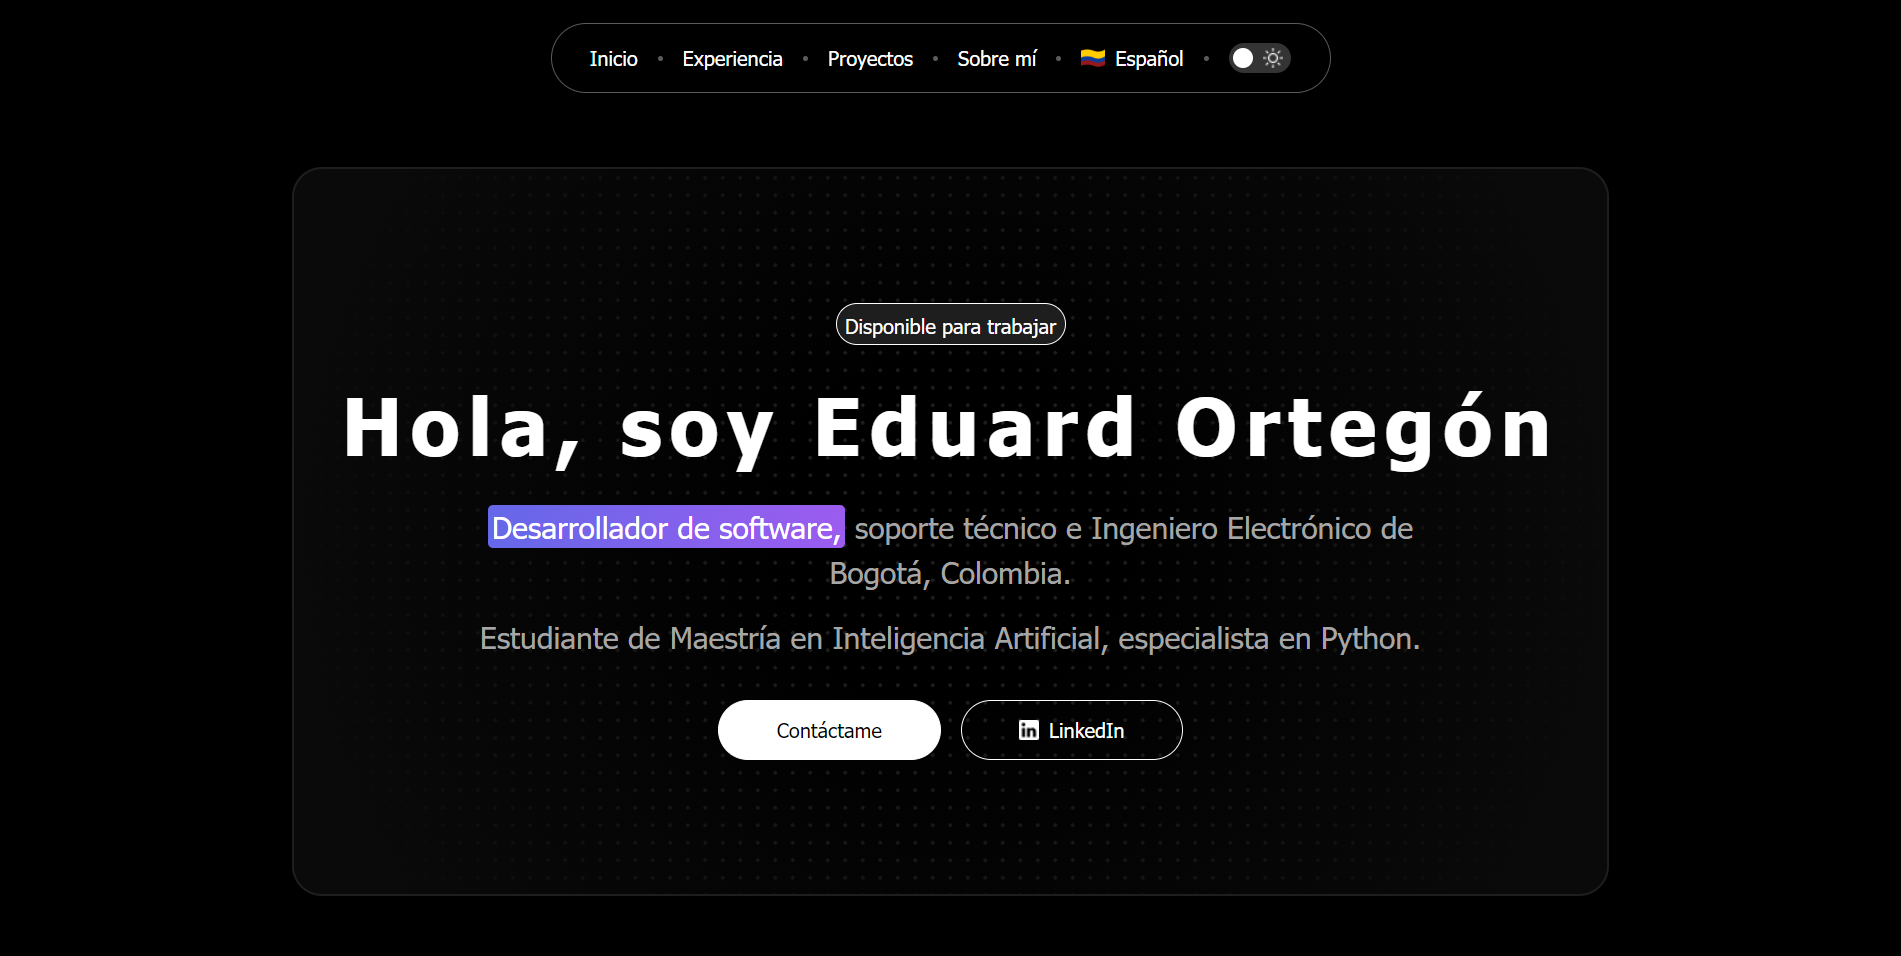 Inicio • Experiencia • Proyectos • Sobre mí • Español •
Disponible para trabajar
Hola, soy Eduard Ortegón
Desarrollador de software, soporte técnico e Ingeniero Electrónico de
Bogotá, Colombia.
Estudiante de Maestría en Inteligencia Artificial, especialista en Python.
Contáctame
in LinkedIn